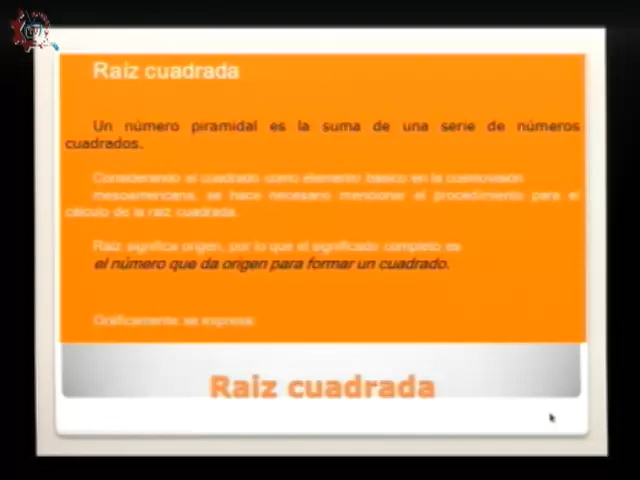 Raíz cuadrada
Un número piramidal es la suma de una serie de números
cuadrados.
Considerando el cuadrado como elemento básico en la cosmovisión
mesoamericana, se hace necesario mencionar el procedimiento para el
cálculo de la raíz cuadrada.
Raíz significa origen, por lo que el significado completo es
el número que da origen para formar un cuadrado.
Gráficamente se expresa:
Raiz cuadrada